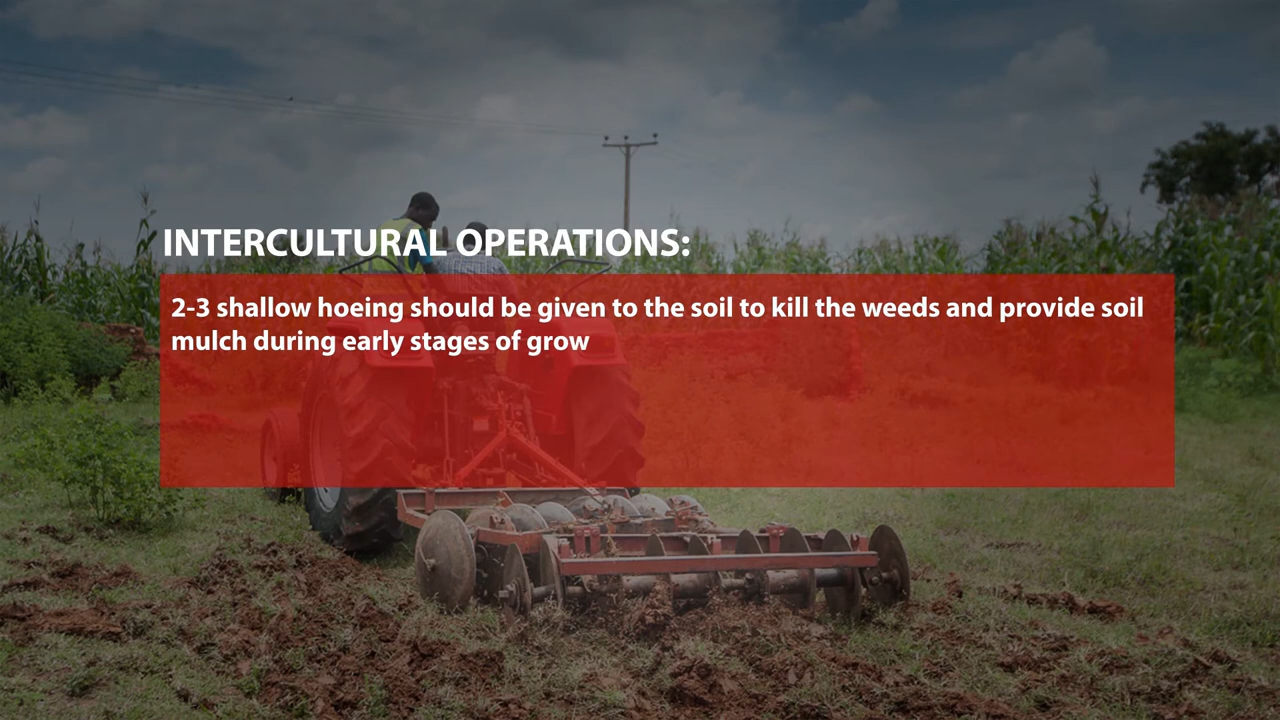 INTERCULTURAL OPERATIONS:
2-3 shallow hoeing should be given to the soil to kill the weeds and provide soil
mulch during early stages of grow